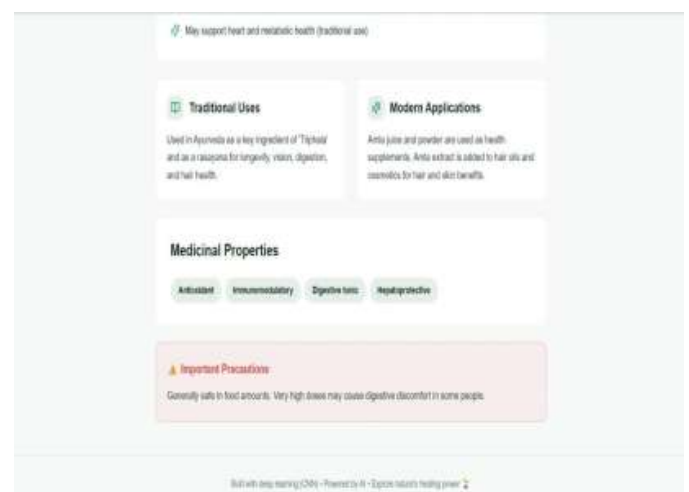 May support heart and metabolic health (traditional use)
Traditional Uses
Used in Ayurveda as a key ingredient of 'Triphala'
and as a rasayana for longevity, vision, digestion,
and hair health.
Modern Applications
Amla juice and powder are used as health
supplements. Amla extract is added to hair oils and
cosmetics for hair and skin benefits.
Medicinal Properties
Antioxidant
Immunomodulatory
Digestive tonic
Hepatoprotective
Important Precautions
Generally safe in food amounts. Very high doses may cause digestive discomfort in some people.
Built with deep learning (CNN) • Powered by AI • Explore nature's healing power